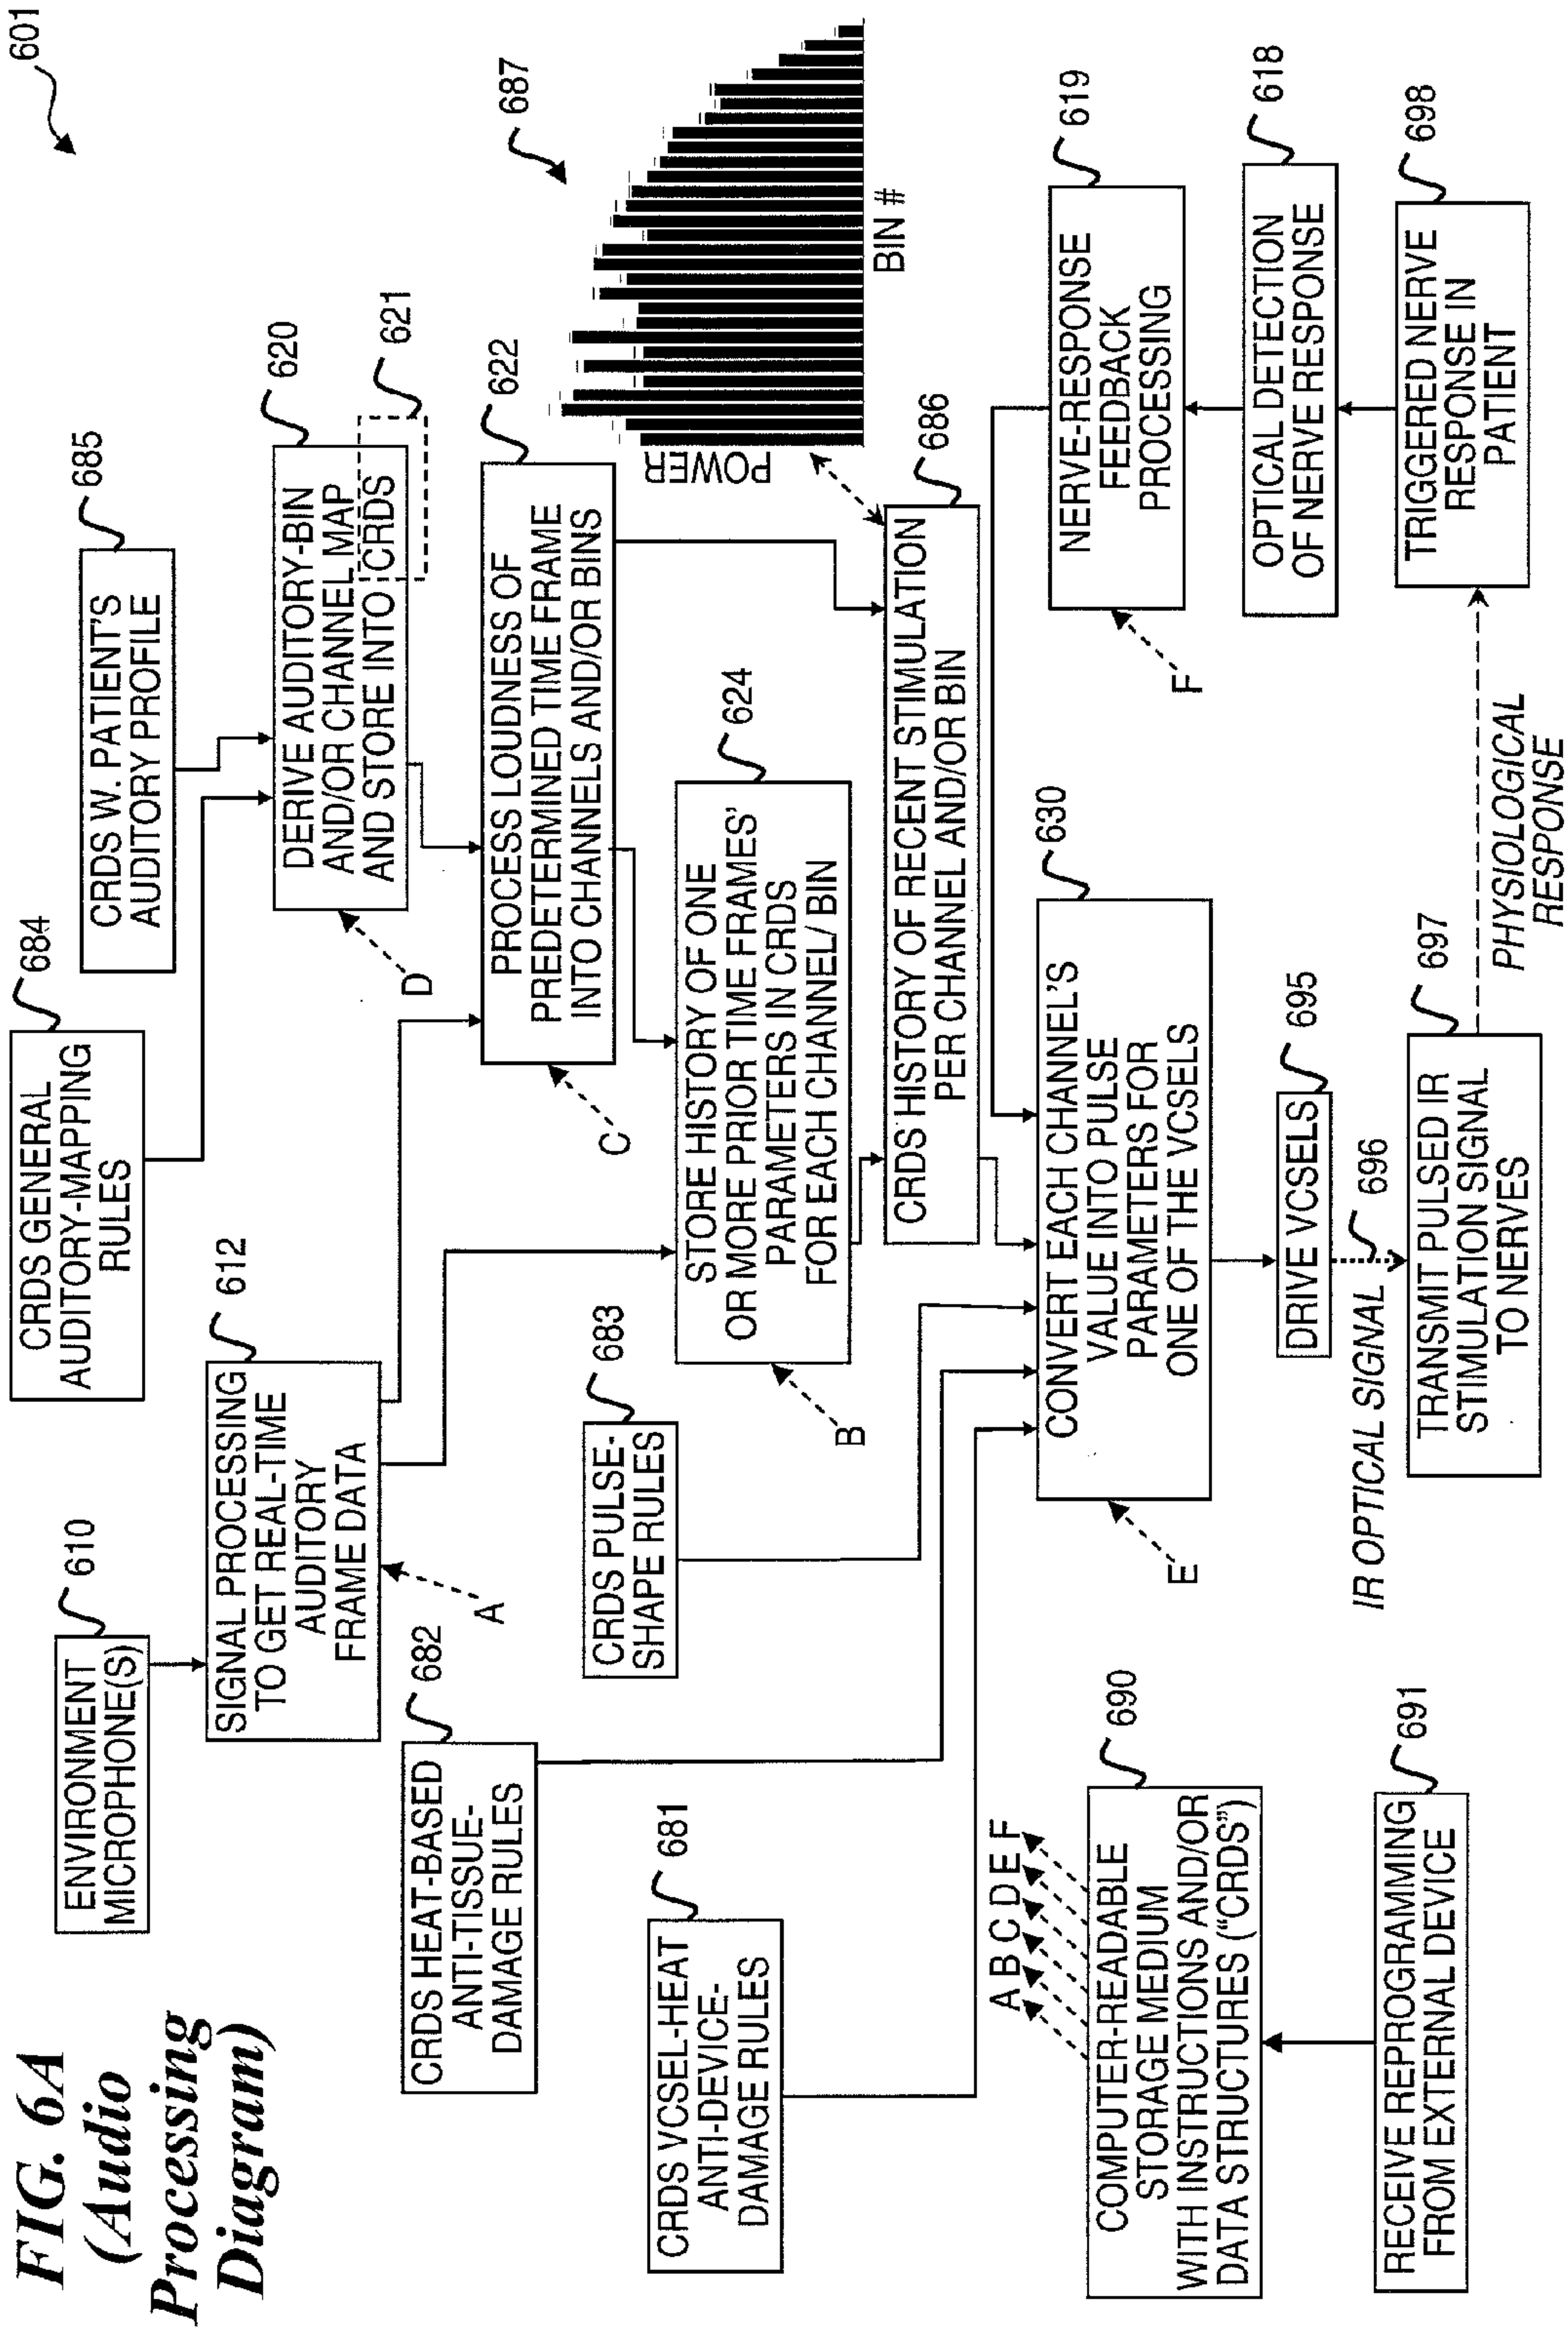 FIG. 6A
(Audio
Processing
Diagram)
601
ENVIRONMENT
MICROPHONE(S)
610
SIGNAL PROCESSING
TO GET REAL-TIME
AUDITORY
FRAME DATA
612
A
CRDS GENERAL
AUDITORY-MAPPING
RULES
684
CRDS W. PATIENT'S
AUDITORY PROFILE
685
DERIVE AUDITORY-BIN
AND/OR CHANNEL MAP
AND STORE INTO CRDS
620
621
D
PROCESS LOUDNESS OF
PREDETERMINED TIME FRAME
INTO CHANNELS AND/OR BINS
622
C
CRDS HEAT-BASED
ANTI-TISSUE-
DAMAGE RULES
682
CRDS PULSE-
SHAPE RULES
683
STORE HISTORY OF ONE
OR MORE PRIOR TIME FRAMES'
PARAMETERS IN CRDS
FOR EACH CHANNEL/ BIN
624
B
687
POWER
BIN #
CRDS VCSEL-HEAT
ANTI-DEVICE-
DAMAGE RULES
681
CRDS HISTORY OF RECENT STIMULATION
PER CHANNEL AND/OR BIN
686
A B C D E F
COMPUTER-READABLE
STORAGE MEDIUM
WITH INSTRUCTIONS AND/OR
DATA STRUCTURES ("CRDS")
690
CONVERT EACH CHANNEL'S
VALUE INTO PULSE
PARAMETERS FOR
ONE OF THE VCSELS
630
E
NERVE-RESPONSE
FEEDBACK
PROCESSING
619
F
OPTICAL DETECTION
OF NERVE RESPONSE
618
DRIVE VCSELS
695
IR OPTICAL SIGNAL
696
RECEIVE REPROGRAMMING
FROM EXTERNAL DEVICE
691
TRANSMIT PULSED IR
STIMULATION SIGNAL
TO NERVES
697
PHYSIOLOGICAL
RESPONSE
TRIGGERED NERVE
RESPONSE IN
PATIENT
698